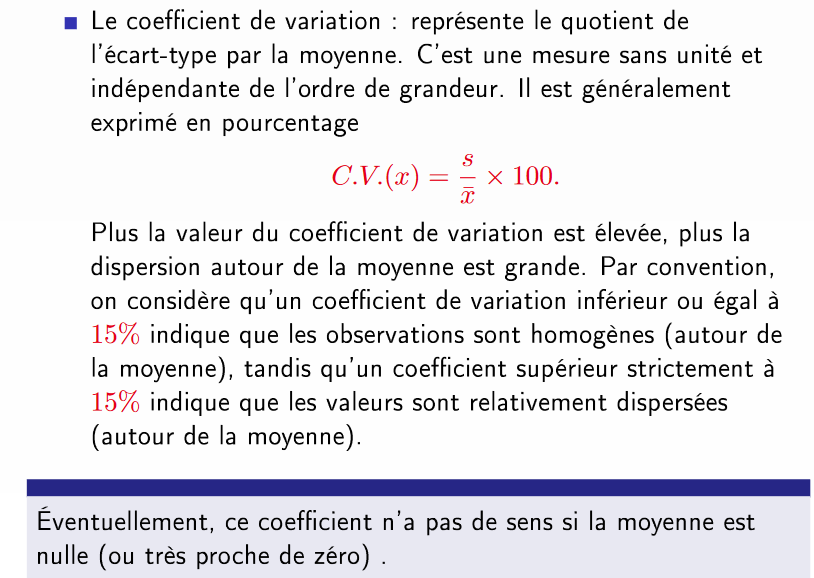 Le coefficient de variation : représente le quotient de
l'écart-type par la moyenne. C'est une mesure sans unité et
indépendante de l'ordre de grandeur. Il est généralement
exprimé en pourcentage
C.V.(x) = s/x̄ × 100.
Plus la valeur du coefficient de variation est élevée, plus la
dispersion autour de la moyenne est grande. Par convention,
on considère qu'un coefficient de variation inférieur ou égal à
15% indique que les observations sont homogènes (autour de
la moyenne), tandis qu'un coefficient supérieur strictement à
15% indique que les valeurs sont relativement dispersées
(autour de la moyenne).
Éventuellement, ce coefficient n'a pas de sens si la moyenne est
nulle (ou très proche de zéro) .